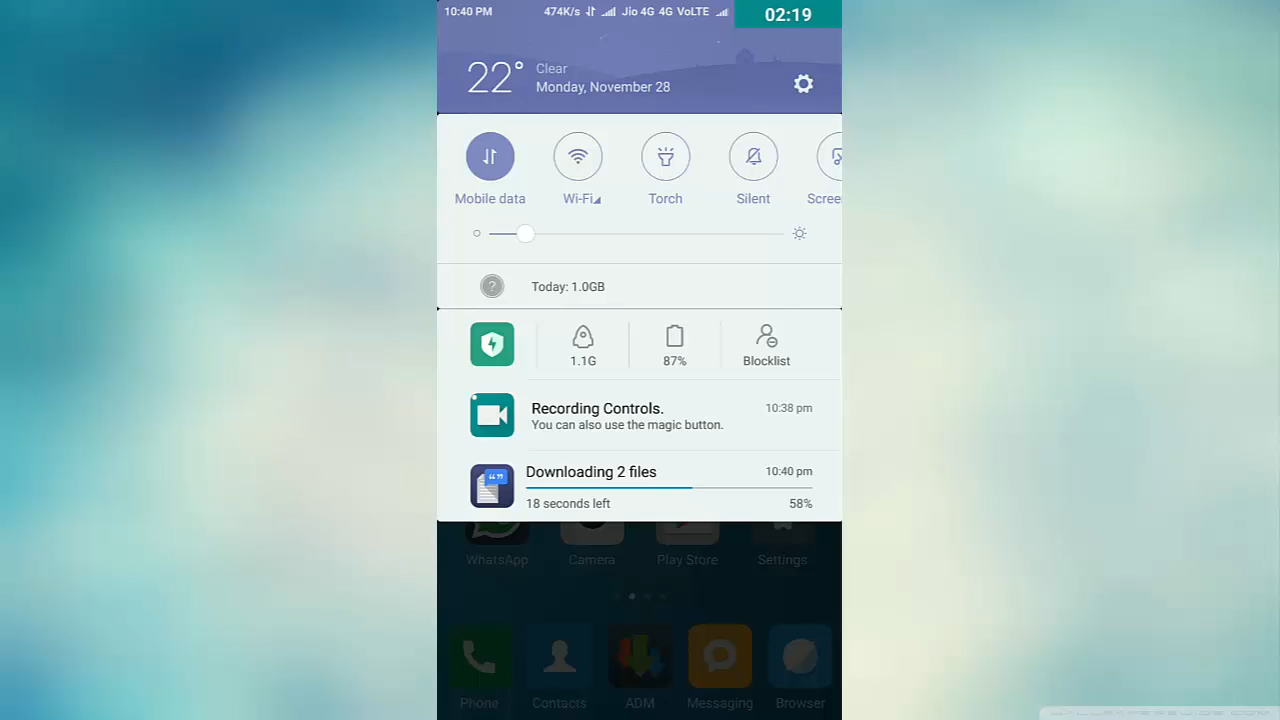 10:40 PM 474K/s Jio 4G 4G VoLTE 02:19
22° Clear
Monday, November 28
Mobile data Wi-Fi Torch Silent Scree
Today: 1.0GB
1.1G 87% Blocklist
Recording Controls. 10:38 pm
You can also use the magic button.
Downloading 2 files 10:40 pm
18 seconds left 58%
WhatsApp Camera Play Store Settings
Phone Contacts ADM Messaging Browser